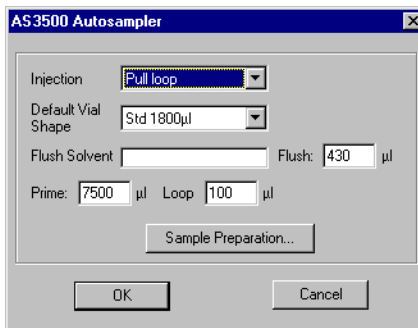 AS3500 Autosampler
Injection Pull loop
Default Vial
Shape Std 1800µl
Flush Solvent Flush: 430 µl
Prime: 7500 µl Loop 100 µl
Sample Preparation...
OK Cancel